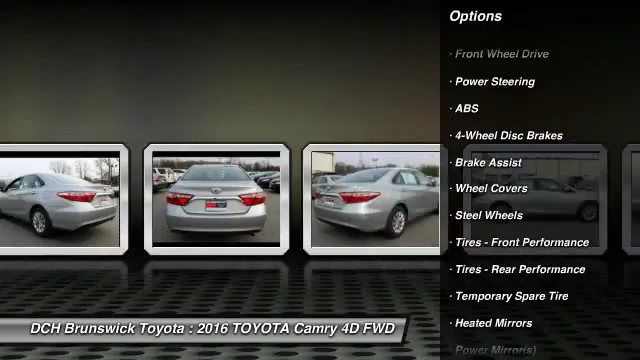 Options
· Front Wheel Drive
· Power Steering
· ABS
· 4-Wheel Disc Brakes
· Brake Assist
· Wheel Covers
· Steel Wheels
· Tires - Front Performance
· Tires - Rear Performance
· Temporary Spare Tire
· Heated Mirrors
· Power Mirror(s)
DCH Brunswick Toyota : 2016 TOYOTA Camry 4D FWD